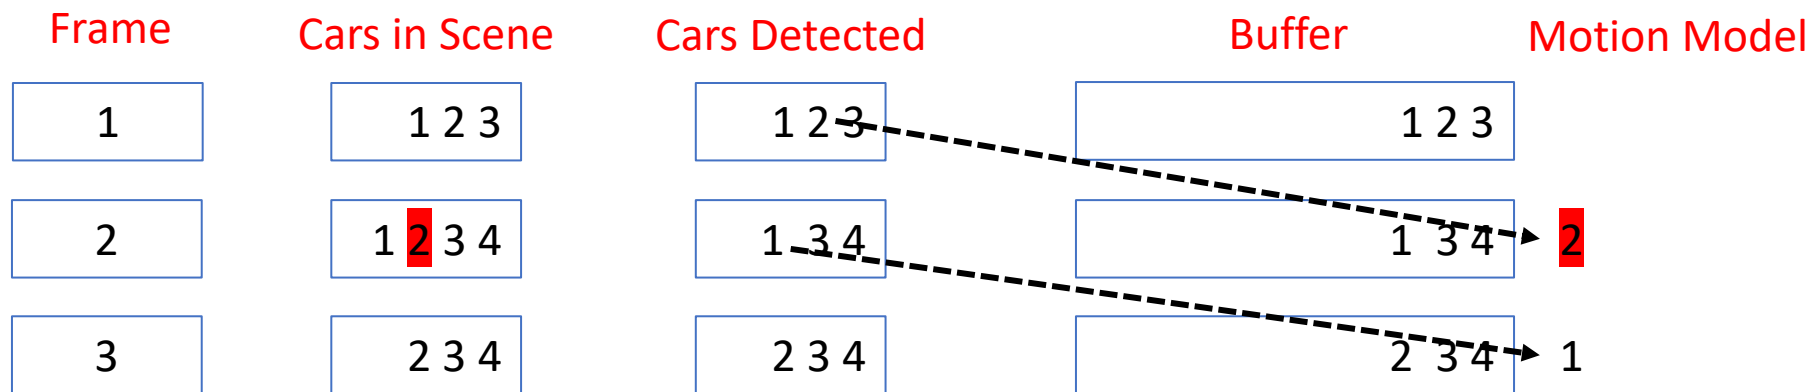 Frame Cars in Scene Cars Detected Buffer Motion Model
1 1 2 3 1 2 3 1 2 3
2 1 2 3 4 1 3 4 1 3 4 2
3 2 3 4 2 3 4 2 3 4 1